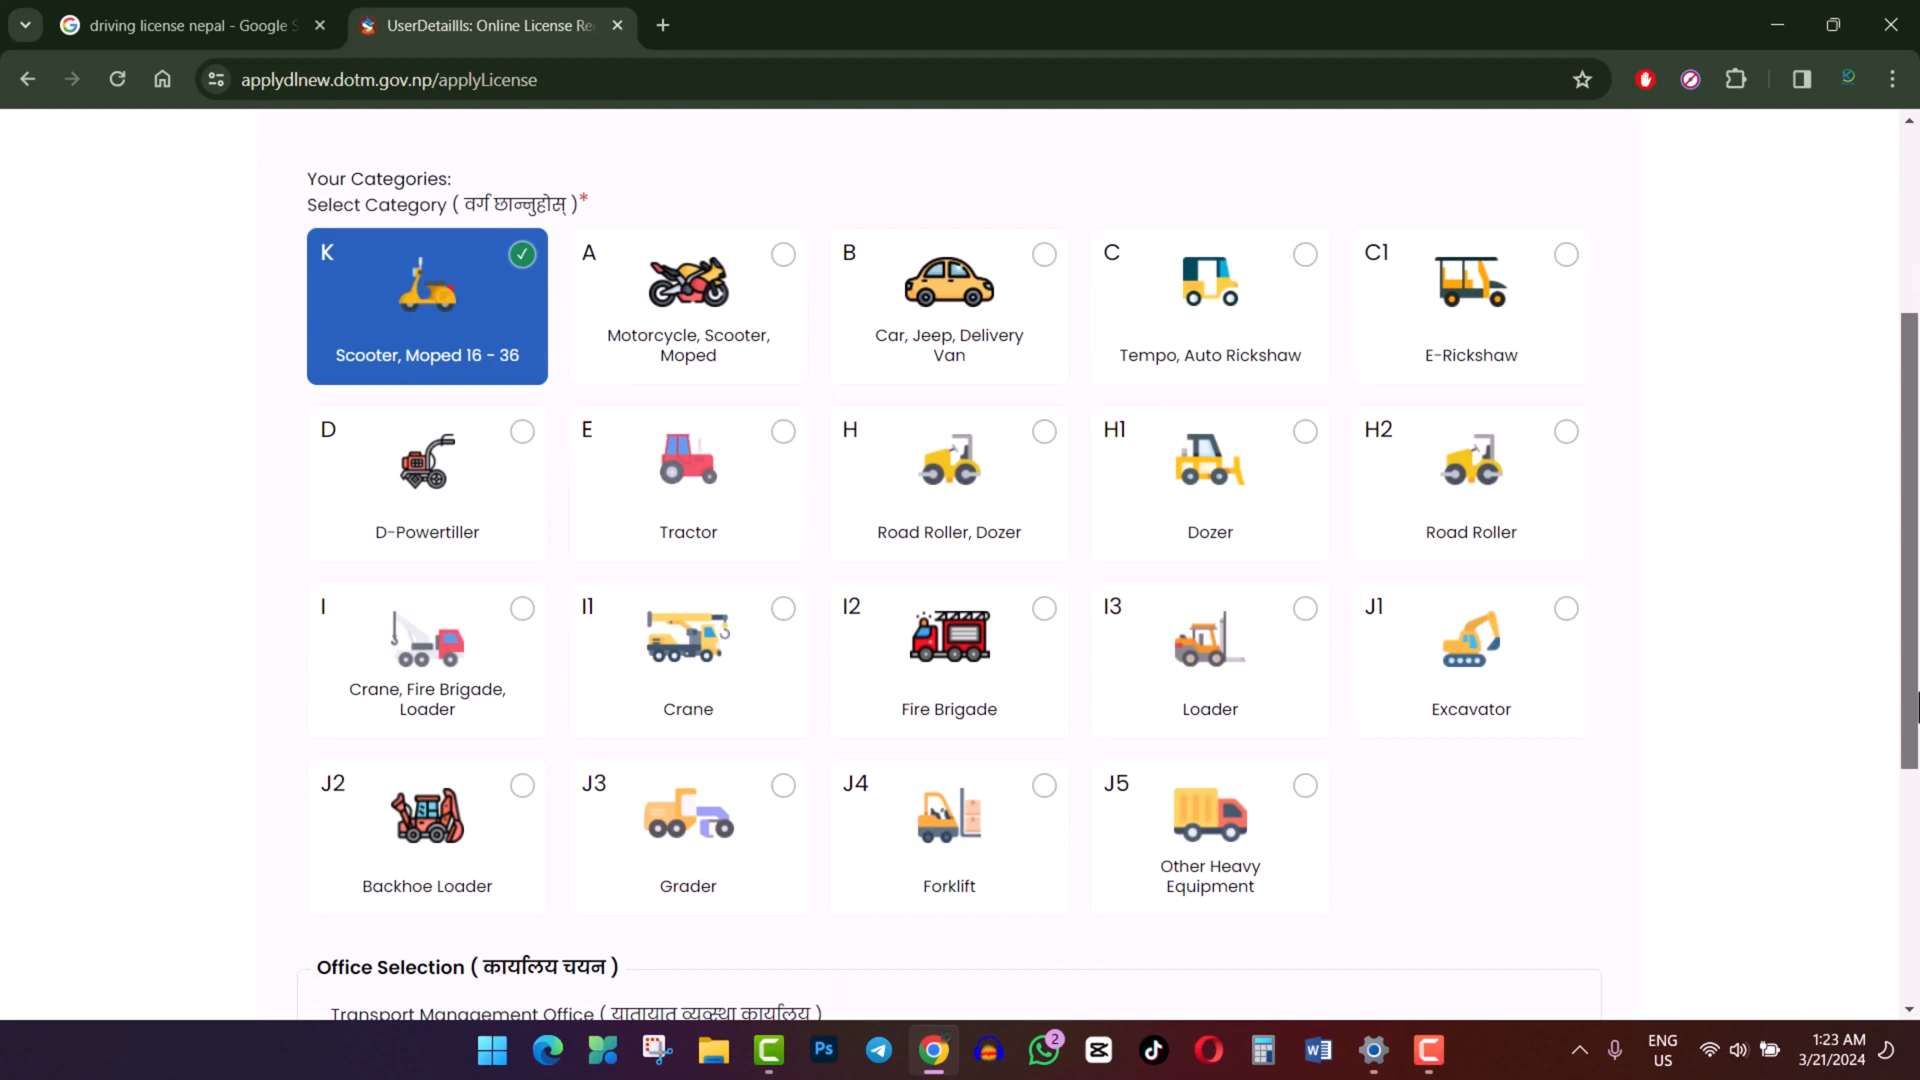 driving license nepal - Google S
UserDetaillls: Online License Re
applydlnew.dotm.gov.np/applyLicense
Your Categories:
Select Category ( वर्ग छान्नुहोस् )*
K
Scooter, Moped 16 - 36
A
Motorcycle, Scooter,
Moped
B
Car, Jeep, Delivery
Van
C
Tempo, Auto Rickshaw
C1
E-Rickshaw
D
D-Powertiller
E
Tractor
H
Road Roller, Dozer
H1
Dozer
H2
Road Roller
I
Crane, Fire Brigade,
Loader
I1
Crane
I2
Fire Brigade
I3
Loader
J1
Excavator
J2
Backhoe Loader
J3
Grader
J4
Forklift
J5
Other Heavy
Equipment
Office Selection ( कार्यालय चयन )
Transport Management Office ( यातायात व्यवस्था कार्यालय )
Ps
2
ENG
US
1:23 AM
3/21/2024